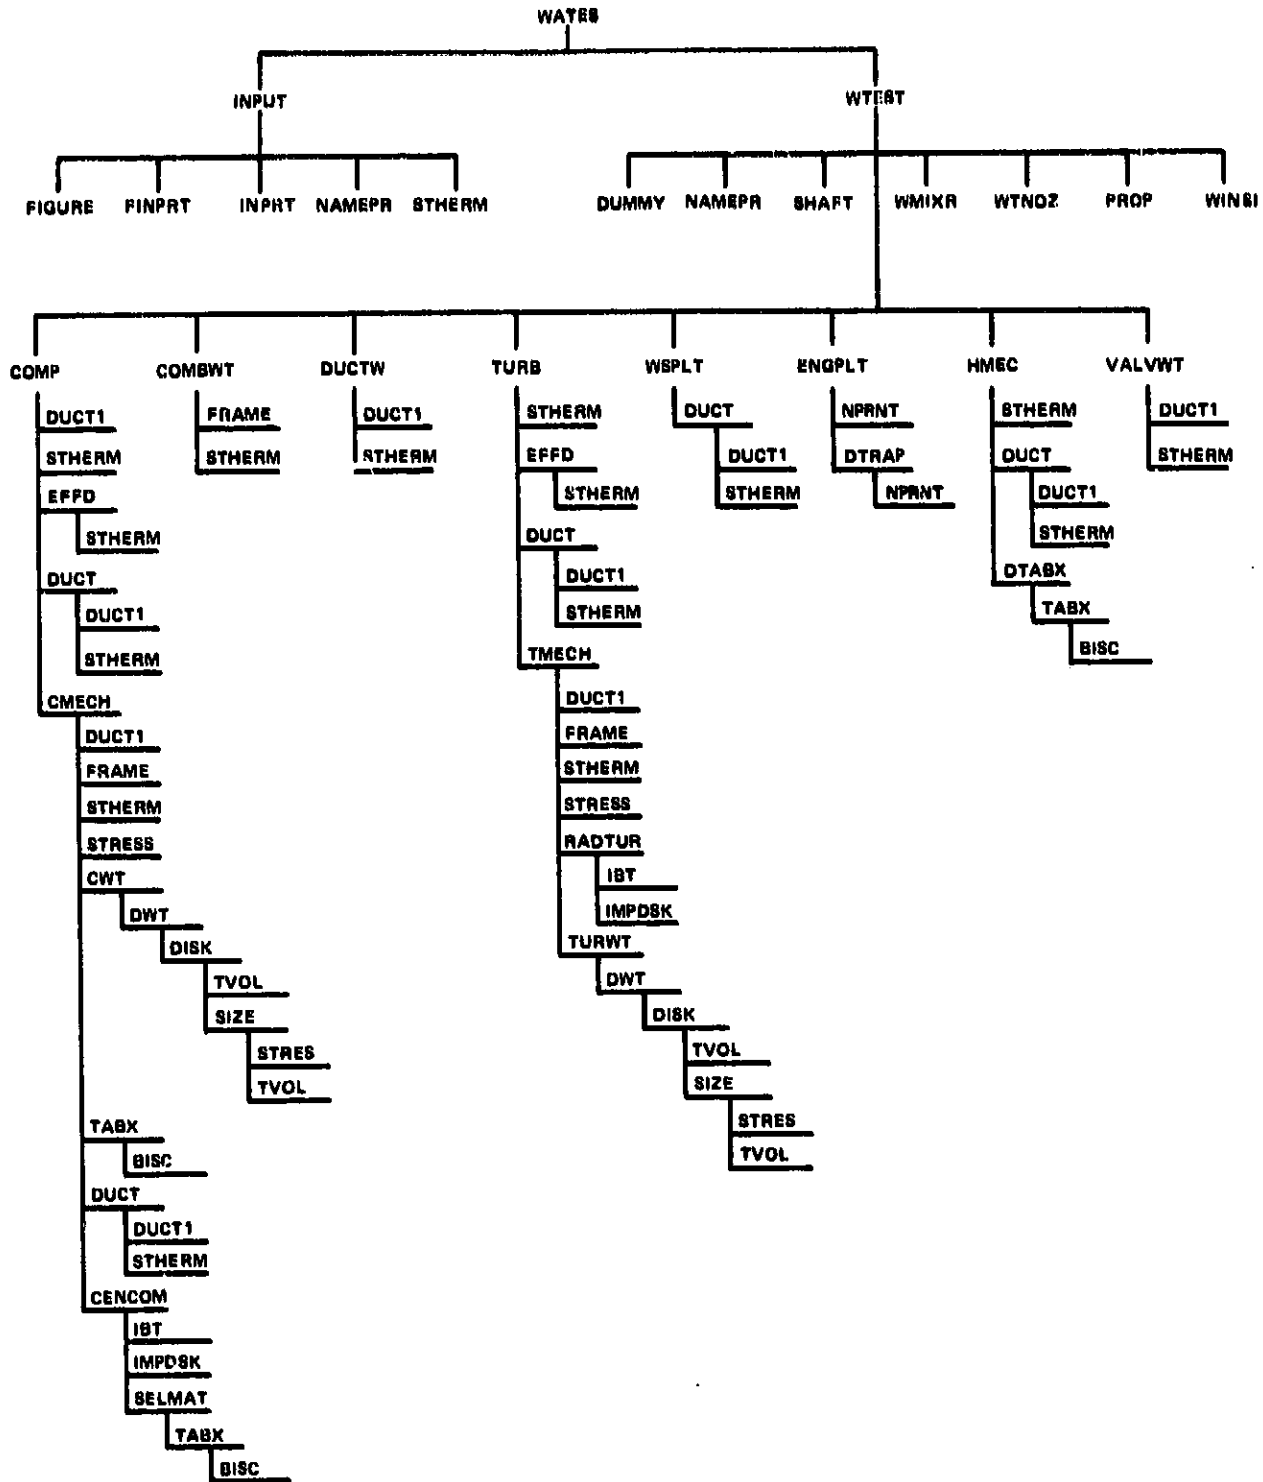 WATES
INPUT
WTEST
FIGURE
FINPRT
INPRT
NAMEPR
STHERM
DUMMY
NAMEPR
SHAFT
WMIXR
WTNOZ
PROP
WINSI
COMP
DUCT1
STHERM
EFFD
STHERM
DUCT
DUCT1
STHERM
CMECH
DUCT1
FRAME
STHERM
STRESS
CWT
DWT
DISK
TVOL
SIZE
STRES
TVOL
TABX
BISC
DUCT
DUCT1
STHERM
CENCOM
IBT
IMPDSK
SELMAT
TABX
BISC
COMBWT
FRAME
STHERM
DUCTW
DUCT1
STHERM
TURB
STHERM
EFFD
STHERM
DUCT
DUCT1
STHERM
TMECH
DUCT1
FRAME
STHERM
STRESS
RADTUR
IBT
IMPDSK
TURWT
DWT
DISK
TVOL
SIZE
STRES
TVOL
WSPLT
DUCT
DUCT1
STHERM
ENGPLT
NPRNT
DTRAP
NPRNT
HMEC
STHERM
DUCT
DUCT1
STHERM
DTABX
TABX
BISC
VALVWT
DUCT1
STHERM